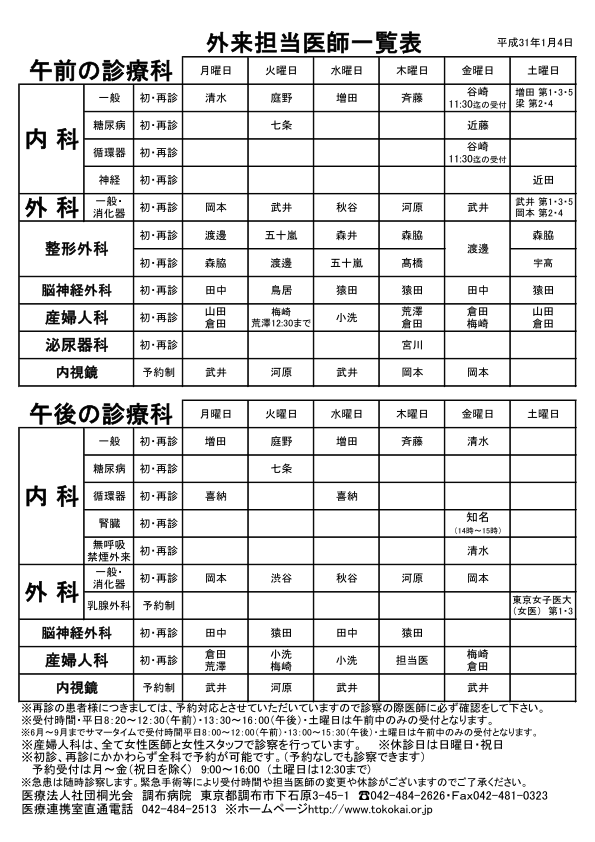 外来担当医師一覧表
平成31年1月4日
午前の診療科 月曜日 火曜日 水曜日 木曜日 金曜日 土曜日
内科 一般 初・再診 清水 庭野 増田 斉藤 谷崎 11:30迄の受付 増田 第1・3・5 梁 第2・4
糖尿病 初・再診 七条 近藤
循環器 初・再診 谷崎 11:30迄の受付
神経 初・再診 近田
外科 一般・消化器 初・再診 岡本 武井 秋谷 河原 武井 武井 第1・3・5 岡本 第2・4
整形外科 初・再診 渡邊 五十嵐 森井 森脇 渡邊 森脇
初・再診 森脇 渡邊 五十嵐 髙橋 宇高
脳神経外科 初・再診 田中 鳥居 猿田 猿田 田中 猿田
産婦人科 初・再診 山田 倉田 梅崎 荒澤12:30まで 小洗 荒澤 倉田 倉田 梅崎 山田 倉田
泌尿器科 初・再診 宮川
内視鏡 予約制 武井 河原 武井 岡本 岡本
午後の診療科 月曜日 火曜日 水曜日 木曜日 金曜日 土曜日
内科 一般 初・再診 増田 庭野 増田 斉藤 清水
糖尿病 初・再診 七条
循環器 初・再診 喜納 喜納
腎臓 初・再診 知名 (14時～15時)
無呼吸 禁煙外来 初・再診 清水
外科 一般・消化器 初・再診 岡本 渋谷 秋谷 河原 岡本
乳腺外科 予約制 東京女子医大 (女医) 第1・3
脳神経外科 初・再診 田中 猿田 田中 猿田
産婦人科 初・再診 倉田 荒澤 小洗 梅崎 小洗 担当医 梅崎 倉田
内視鏡 予約制 武井 河原 武井 武井
※再診の患者様につきましては、予約対応とさせていただいていますので診察の際医師に必ず確認をして下さい。
※受付時間・平日8:20～12:30(午前)・13:30～16:00(午後)・土曜日は午前中のみの受付となります。
※6月～9月までサマータイムで受付時間平日8:00～12:00(午前)・13:00～15:30(午後)・土曜日は午前中のみの受付となります。
※産婦人科は、全て女性医師と女性スタッフで診察を行っています。 ※休診日は日曜日・祝日
※初診、再診にかかわらず全科で予約が可能です。(予約なしでも診察できます)
予約受付は月～金(祝日を除く) 9:00～16:00 (土曜日は12:30まで)
※急患は随時診察します。緊急手術等により受付時間や担当医師の変更や休診がございますのでご了承ください。
医療法人社団桐光会 調布病院 東京都調布市下石原3-45-1 ☎042-484-2626・Fax042-481-0323
医療連携室直通電話 042-484-2513 ※ホームページhttp://www.tokokai.or.jp